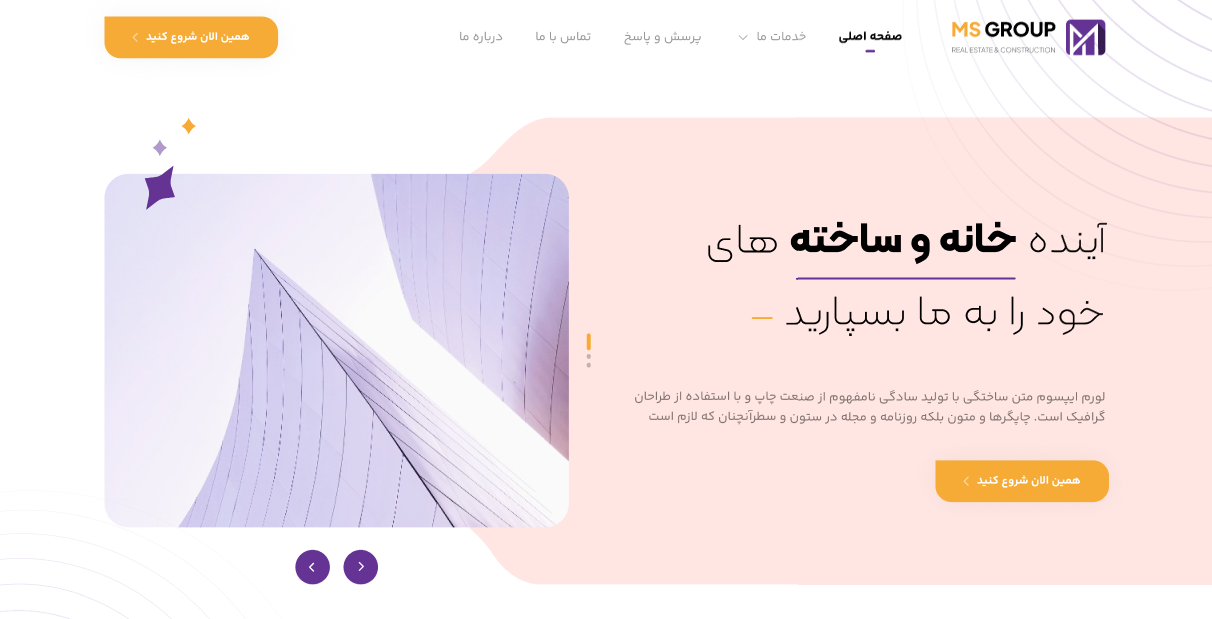 MS GROUP
REAL ESTATE & CONSTRUCTION
صفحه اصلی
خدمات ما
پرسش و پاسخ
تماس با ما
درباره ما
همین الان شروع کنید
آینده خانه و ساخته های
خود را به ما بسپارید –
لورم ایپسوم متن ساختگی با تولید سادگی نامفهوم از صنعت چاپ و با استفاده از طراحان
گرافیک است. چاپگرها و متون بلکه روزنامه و مجله در ستون و سطرآنچنان که لازم است
همین الان شروع کنید